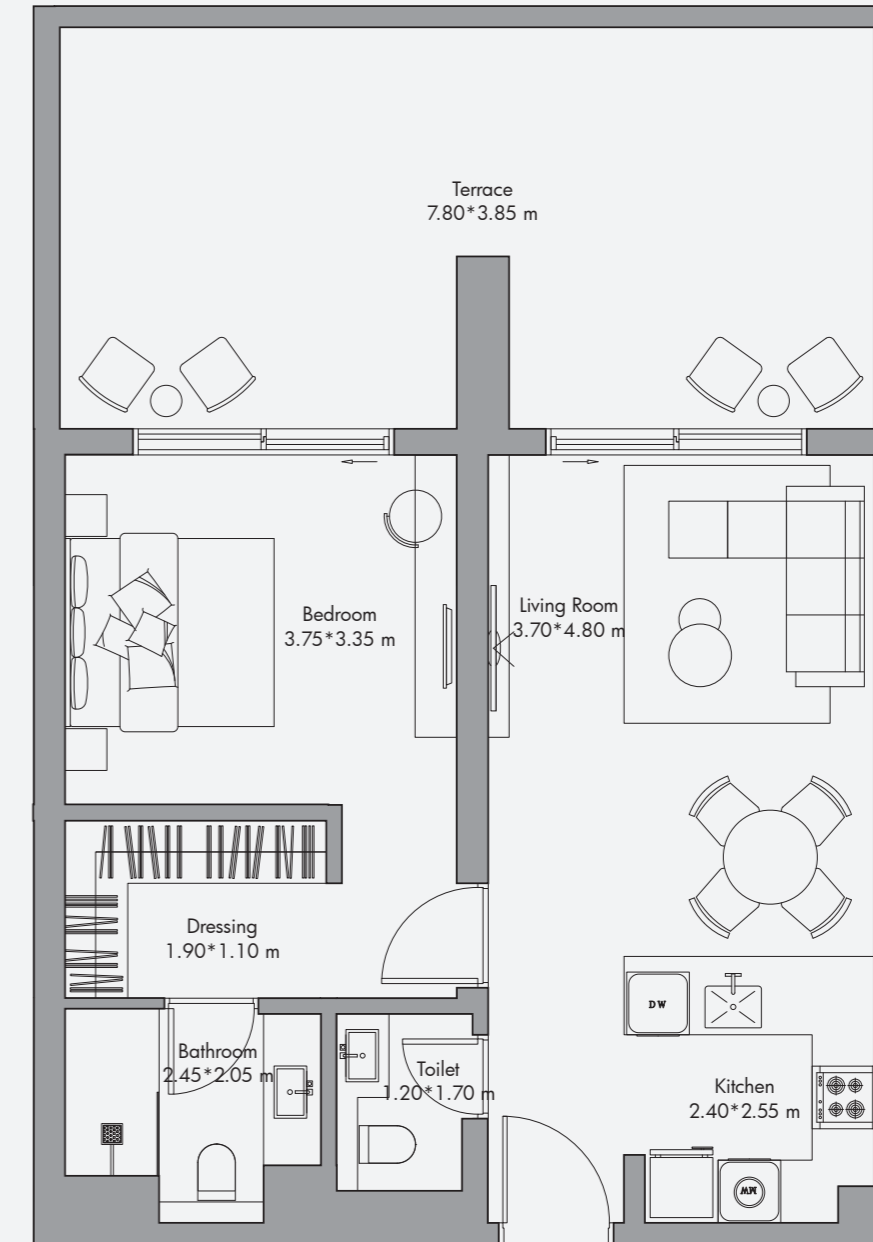 Terrace
7.80*3.85 m
Bedroom
3.75*3.35 m
Living Room
3.70*4.80 m
Dressing
1.90*1.10 m
DW
Bathroom
2.45*2.05 m
Toilet
1.20*1.70 m
Kitchen
2.40*2.55 m
MW